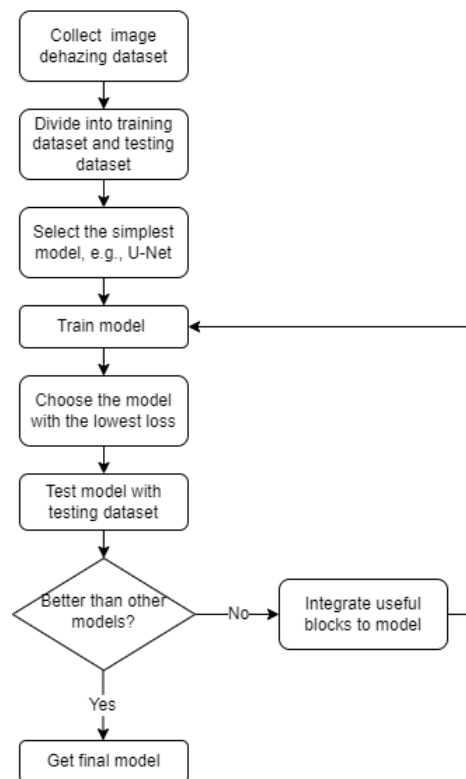 Collect image
dehazing dataset
Divide into training
dataset and testing
dataset
Select the simplest
model, e.g., U-Net
Train model
Choose the model
with the lowest loss
Test model with
testing dataset
Better than other
models?
No
Integrate useful
blocks to model
Yes
Get final model